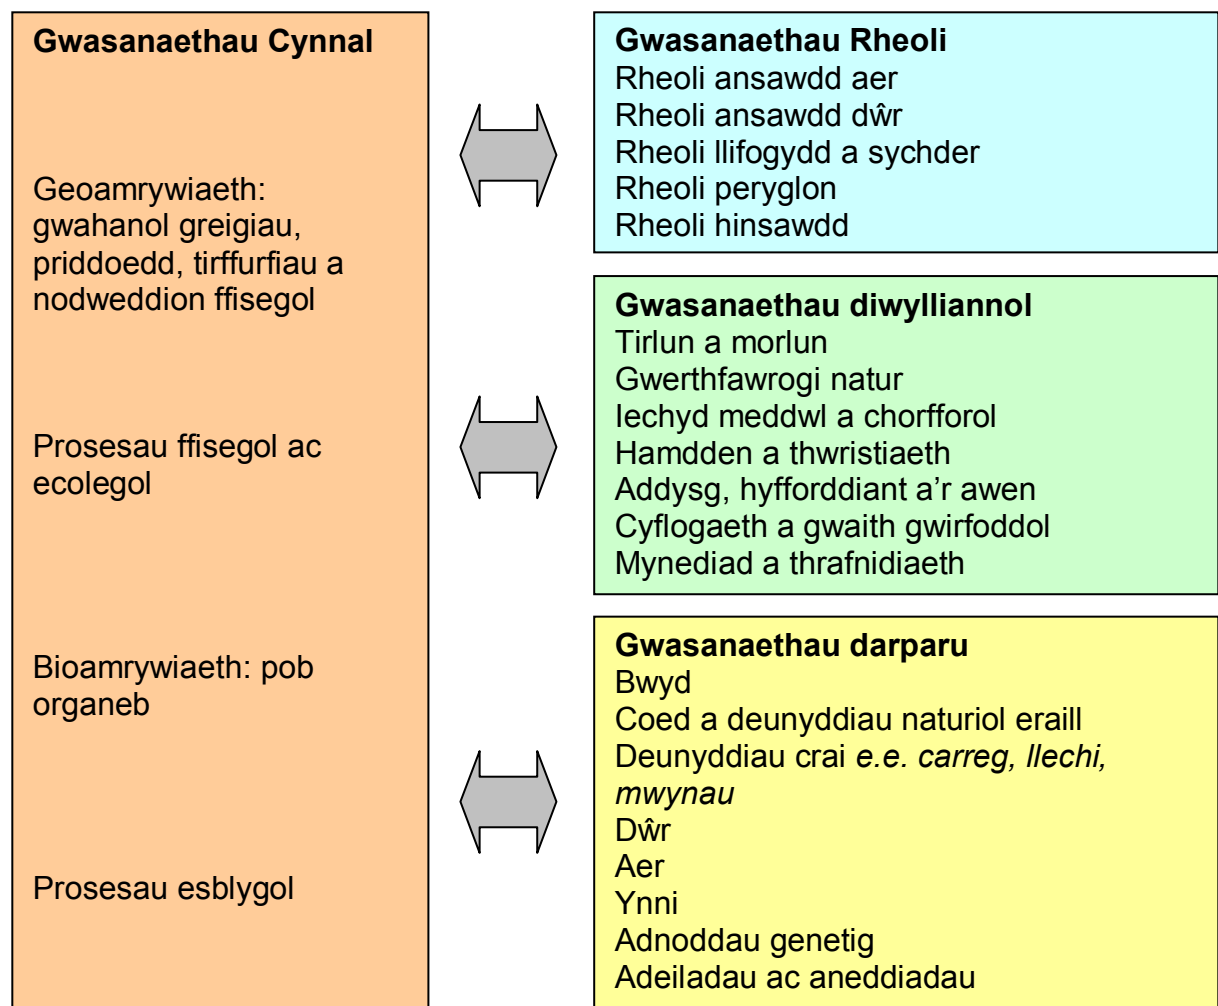 Gwasanaethau Cynnal
Geoamrywiaeth:
gwahanol greigiau,
priddoedd, tirffurfiau a
nodweddion ffisegol
Prosesau ffisegol ac
ecolegol
Bioamrywiaeth: pob
organeb
Prosesau esblygol
Gwasanaethau Rheoli
Rheoli ansawdd aer
Rheoli ansawdd dŵr
Rheoli llifogydd a sychder
Rheoli peryglon
Rheoli hinsawdd
Gwasanaethau diwylliannol
Tirlun a morlun
Gwerthfawrogi natur
Iechyd meddwl a chorfforol
Hamdden a thwristiaeth
Addysg, hyfforddiant a'r awen
Cyflogaeth a gwaith gwirfoddol
Mynediad a thrafnidiaeth
Gwasanaethau darparu
Bwyd
Coed a deunyddiau naturiol eraill
Deunyddiau crai e.e. carreg, llechi,
mwynau
Dŵr
Aer
Ynni
Adnoddau genetig
Adeiladau ac aneddiadau